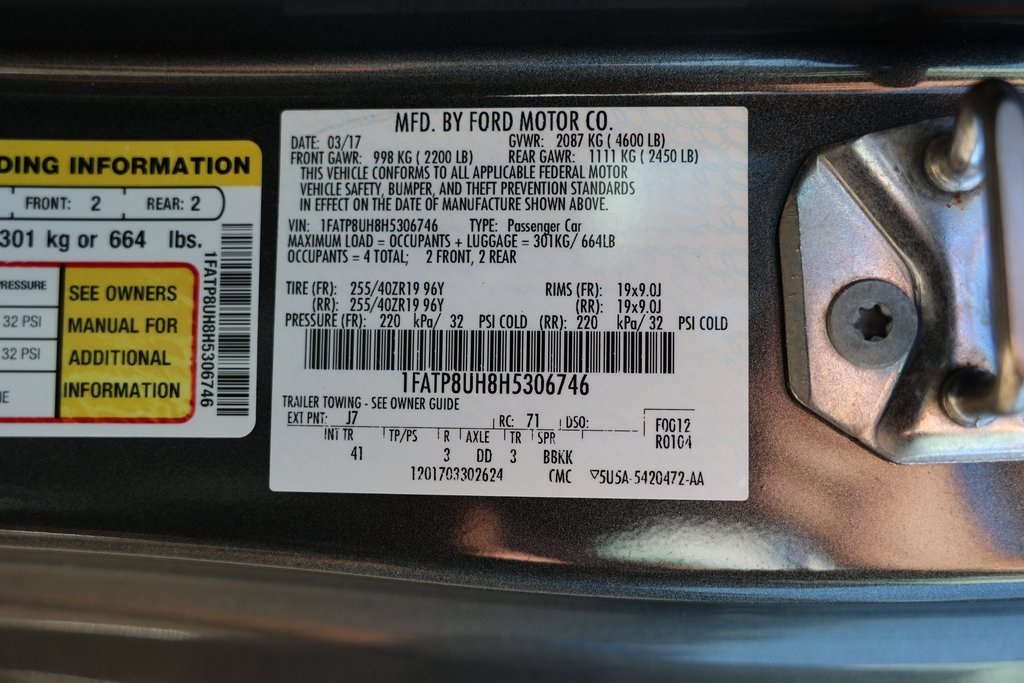 DING INFORMATION
FRONT: 2 REAR: 2
301 kg or 664 lbs.
PRESSURE
32 PSI
32 PSI
SEE OWNERS
MANUAL FOR
ADDITIONAL
INFORMATION
1FATP8UH8H5306746
MFD. BY FORD MOTOR CO.
DATE: 03/17 GVWR: 2087 KG ( 4600 LB)
FRONT GAWR: 998 KG ( 2200 LB) REAR GAWR: 1111 KG ( 2450 LB)
THIS VEHICLE CONFORMS TO ALL APPLICABLE FEDERAL MOTOR
VEHICLE SAFETY, BUMPER, AND THEFT PREVENTION STANDARDS
IN EFFECT ON THE DATE OF MANUFACTURE SHOWN ABOVE.
VIN: 1FATP8UH8H5306746 TYPE: Passenger Car
MAXIMUM LOAD = OCCUPANTS + LUGGAGE = 301KG/ 664LB
OCCUPANTS = 4 TOTAL; 2 FRONT, 2 REAR
TIRE (FR): 255/40ZR19 96Y RIMS (FR): 19x9.0J
(RR): 255/40ZR19 96Y (RR): 19x9.0J
PRESSURE (FR): 220 kPa/ 32 PSI COLD (RR): 220 kPa/ 32 PSI COLD
1FATP8UH8H5306746
TRAILER TOWING - SEE OWNER GUIDE
EXT PNT: J7 RC: 71 DSO: F0G12
R0104
INT TR TP/PS R AXLE TR SPR
41 3 DD 3 BBKK
1201703302624 CMC ▽5U5A-5420472-AA